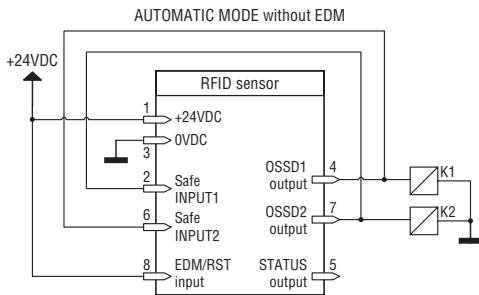 AUTOMATIC MODE without EDM
+24VDC
RFID sensor
1
+24VDC
0VDC
3
2
Safe
INPUT1
6
Safe
INPUT2
8
EDM/RST
input
OSSD1
output
4
OSSD2
output
7
STATUS
output
5
K1
K2